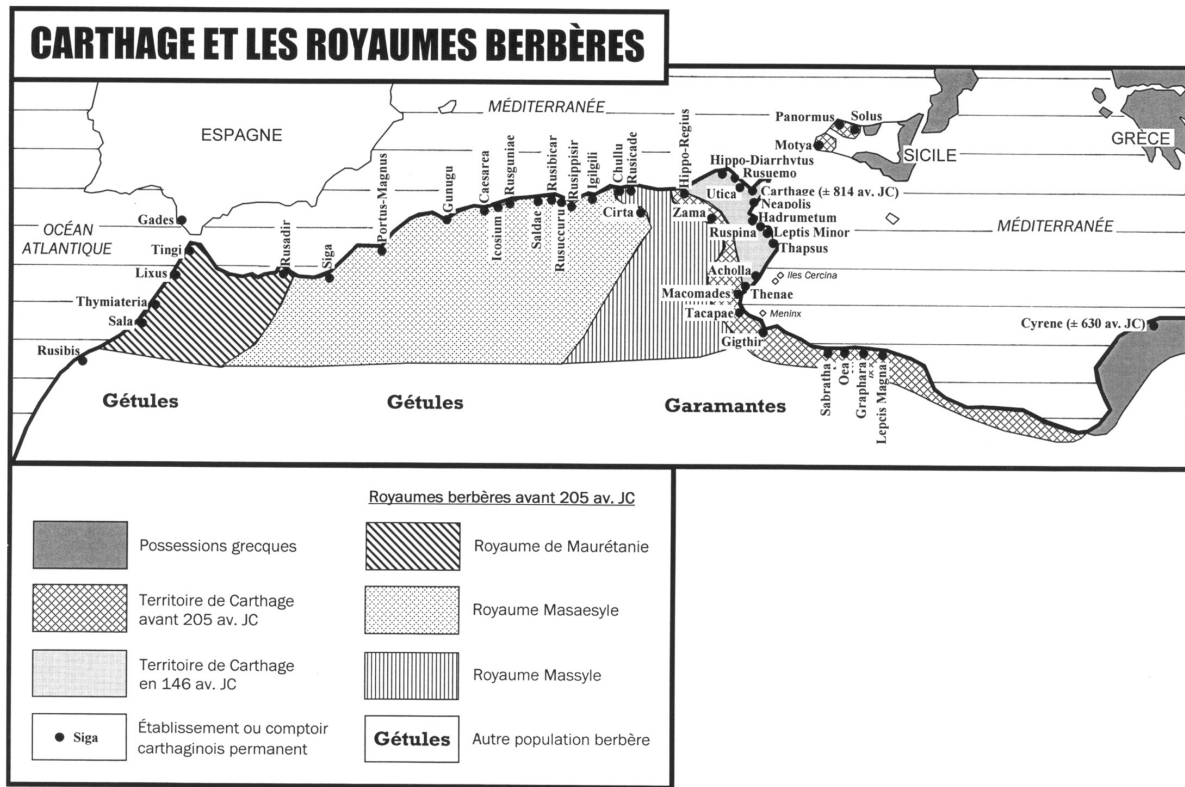 CARTHAGE ET LES ROYAUMES BERBÈRES
MÉDITERRANÉE
ESPAGNE
Panormus
Solus
GRÈCE
Motya
SICILE
Portus-Magnus
Gunugu
Caesarea
Rusguniae
Rusibicar
Rusippisir
Igilgili
Chullu
Rusicade
Hippo-Regius
Hippo-Diarrhytus
Rusuemo
Utica
Carthage (± 814 av. JC)
Neapolis
Gades
Cirta
Zama
Hadrumetum
OCÉAN
ATLANTIQUE
Tingi
Rusadir
Siga
Icosium
Saldae
Rusuccuru
Ruspina
Leptis Minor
MÉDITERRANÉE
Thapsus
Lixus
Acholla
Iles Cercina
Thymiateria
Macomades
Thenae
Sala
Tacapae
Meninx
Cyrene (± 630 av. JC)
Rusibis
Gigthir
Sabratha
Oca
Graphara
Lepcis Magna
Gétules
Gétules
Garamantes
Royaumes berbères avant 205 av. JC
Possessions grecques
Royaume de Maurétanie
Territoire de Carthage
avant 205 av. JC
Royaume Masaesyle
Territoire de Carthage
en 146 av. JC
Royaume Massyle
Siga
Établissement ou comptoir
carthaginois permanent
Gétules
Autre population berbère